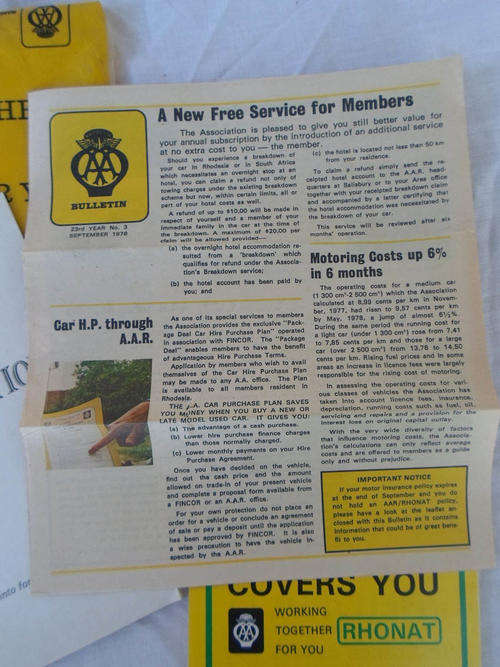 AA
BULLETIN
23rd YEAR No. 3
SEPTEMBER 1978
A New Free Service for Members
The Association is pleased to give you still better value for
your annual subscription by the introduction of an additional service
at no extra cost to you — the member.
Should you experience a breakdown of
your car in Rhodesia or in South Africa
which necessitates an overnight stop at an
hotel, you can claim a refund not only of
towing charges under the existing breakdown
scheme but now, within certain limits, all or
part of your hotel costs as well.
A refund of up to $10,00 will be made in
respect of yourself and a member of your
immediate family in the car at the time of
the breakdown. A maximum of $20,00 per
claim will be allowed provided—
(a) the overnight hotel accommodation re-
sulted from a 'breakdown' which
qualifies for refund under the Associa-
tion's Breakdown service;
(b) the hotel account has been paid by
you; and
(c) the hotel is located not less than 50 km
from your residence.
To claim a refund simply send the re-
ceipted hotel account to the A.A.R. head-
quarters at Salisbury or to your Area office
together with your receipted breakdown claim
and accompanied by a letter certifying that
the hotel accommodation was necessitated by
the breakdown of your car.
This service will be reviewed after six
months' operation.
Motoring Costs up 6%
in 6 months
The operating costs for a medium car
(1 300 cm³-2 500 cm³) which the Association
calculated at 8,99 cents per km in Novem-
ber, 1977, had risen to 9,57 cents per km
by May, 1978, a jump of almost 6½%.
During the same period the running cost for
a light car (under 1 300 cm³) rose from 7,41
to 7,85 cents per km and those for a large
car (over 2 500 cm³) from 13,76 to 14,50
cents per km. Rising fuel prices and in some
areas an increase in licence fees were largely
responsible for the rising cost of motoring.
In assessing the operating costs for vari-
ous classes of vehicles the Association has
taken into account licence fees, insurance,
depreciation, running costs such as fuel, oil,
servicing and repairs and a provision for the
interest loss on original capital outlay.
With the very wide diversity of factors
that influence motoring costs, the Associa-
tion's calculations can only reflect average
costs and are offered to members as a guide
only and without prejudice.
IMPORTANT NOTICE
If your motor insurance policy expires
at the end of September and you do
not hold an AAR/RHONAT policy,
please have a look at the leaflet en-
closed with this Bulletin as it contains
information that could be of great bene-
fit to you.
Car H.P. through
A.A.R.
As one of its special services to members
the Association provides the exclusive "Pack-
age Deal Car Hire Purchase Plan" operated
in association with FINCOR. The "Package
Deal" enables members to have the benefit
of advantageous Hire Purchase Terms.
Application by members who wish to avail
themselves of the Car Hire Purchase Plan
may be made to any A.A. office. The Plan
is available to all members resident in
Rhodesia.
THE A.A. CAR PURCHASE PLAN SAVES
YOU MONEY WHEN YOU BUY A NEW OR
LATE MODEL USED CAR. IT GIVES YOU:
(a) The advantage of a cash purchase.
(b) Lower hire purchase finance charges
than those normally charged.
(c) Lower monthly payments on your Hire
Purchase Agreement.
Once you have decided on the vehicle,
find out the cash price and the amount
allowed on trade-in of your present vehicle
and complete a proposal form available from
a FINCOR or an A.A.R. office.
For your own protection do not place an
order for a vehicle or conclude an agreement
of sale or pay a deposit until the application
has been approved by FINCOR. It is also
a wise precaution to have the vehicle in-
spected by the A.A.R.
COVERS YOU
AA
WORKING
TOGETHER
FOR YOU
RHONAT